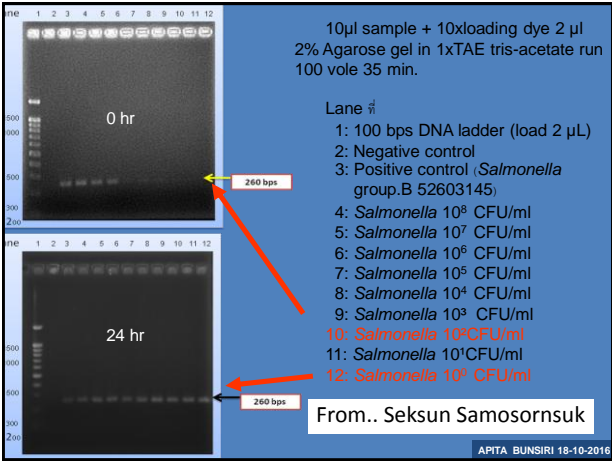 ane 1 2 3 4 5 6 7 8 9 10 11 12
0 hr
500
000
500
300
200
260 bps
ane 1 2 3 4 5 6 7 8 9 10 11 12
24 hr
500
000
500
300
200
260 bps
10µl sample + 10xloading dye 2 µl
2% Agarose gel in 1xTAE tris-acetate run
100 vole 35 min.
Lane ที่
1: 100 bps DNA ladder (load 2 µL)
2: Negative control
3: Positive control (Salmonella
group.B 52603145)
4: Salmonella 10⁸ CFU/ml
5: Salmonella 10⁷ CFU/ml
6: Salmonella 10⁶ CFU/ml
7: Salmonella 10⁵ CFU/ml
8: Salmonella 10⁴ CFU/ml
9: Salmonella 10³ CFU/ml
10: Salmonella 10²CFU/ml
11: Salmonella 10¹CFU/ml
12: Salmonella 10⁰ CFU/ml
From.. Seksun Samosornsuk
APITA BUNSIRI 18-10-2016